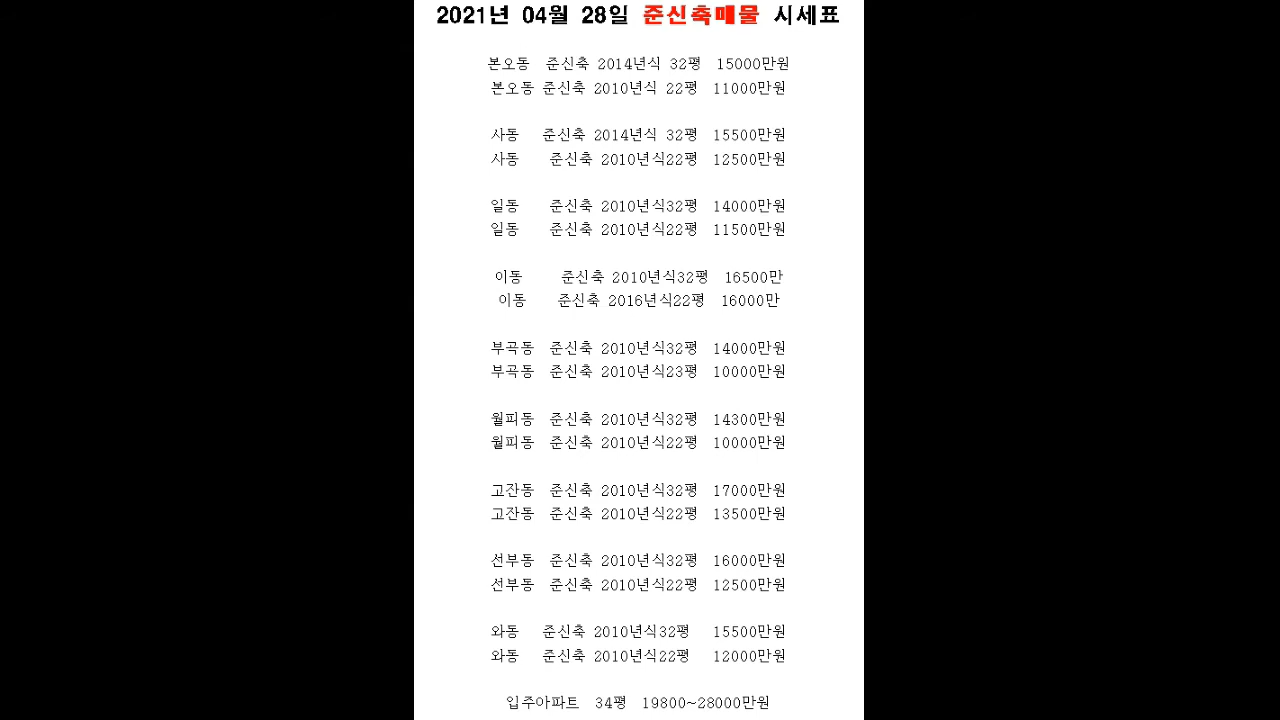 2021년 04월 28일 준신축매물 시세표
본오동 준신축 2014년식 32평 15000만원
본오동 준신축 2010년식 22평 11000만원
사동 준신축 2014년식 32평 15500만원
사동 준신축 2010년식22평 12500만원
일동 준신축 2010년식32평 14000만원
일동 준신축 2010년식22평 11500만원
이동 준신축 2010년식32평 16500만
이동 준신축 2016년식22평 16000만
부곡동 준신축 2010년식32평 14000만원
부곡동 준신축 2010년식23평 10000만원
월피동 준신축 2010년식32평 14300만원
월피동 준신축 2010년식22평 10000만원
고잔동 준신축 2010년식32평 17000만원
고잔동 준신축 2010년식22평 13500만원
선부동 준신축 2010년식32평 16000만원
선부동 준신축 2010년식22평 12500만원
와동 준신축 2010년식32평 15500만원
와동 준신축 2010년식22평 12000만원
입주아파트 34평 19800~28000만원